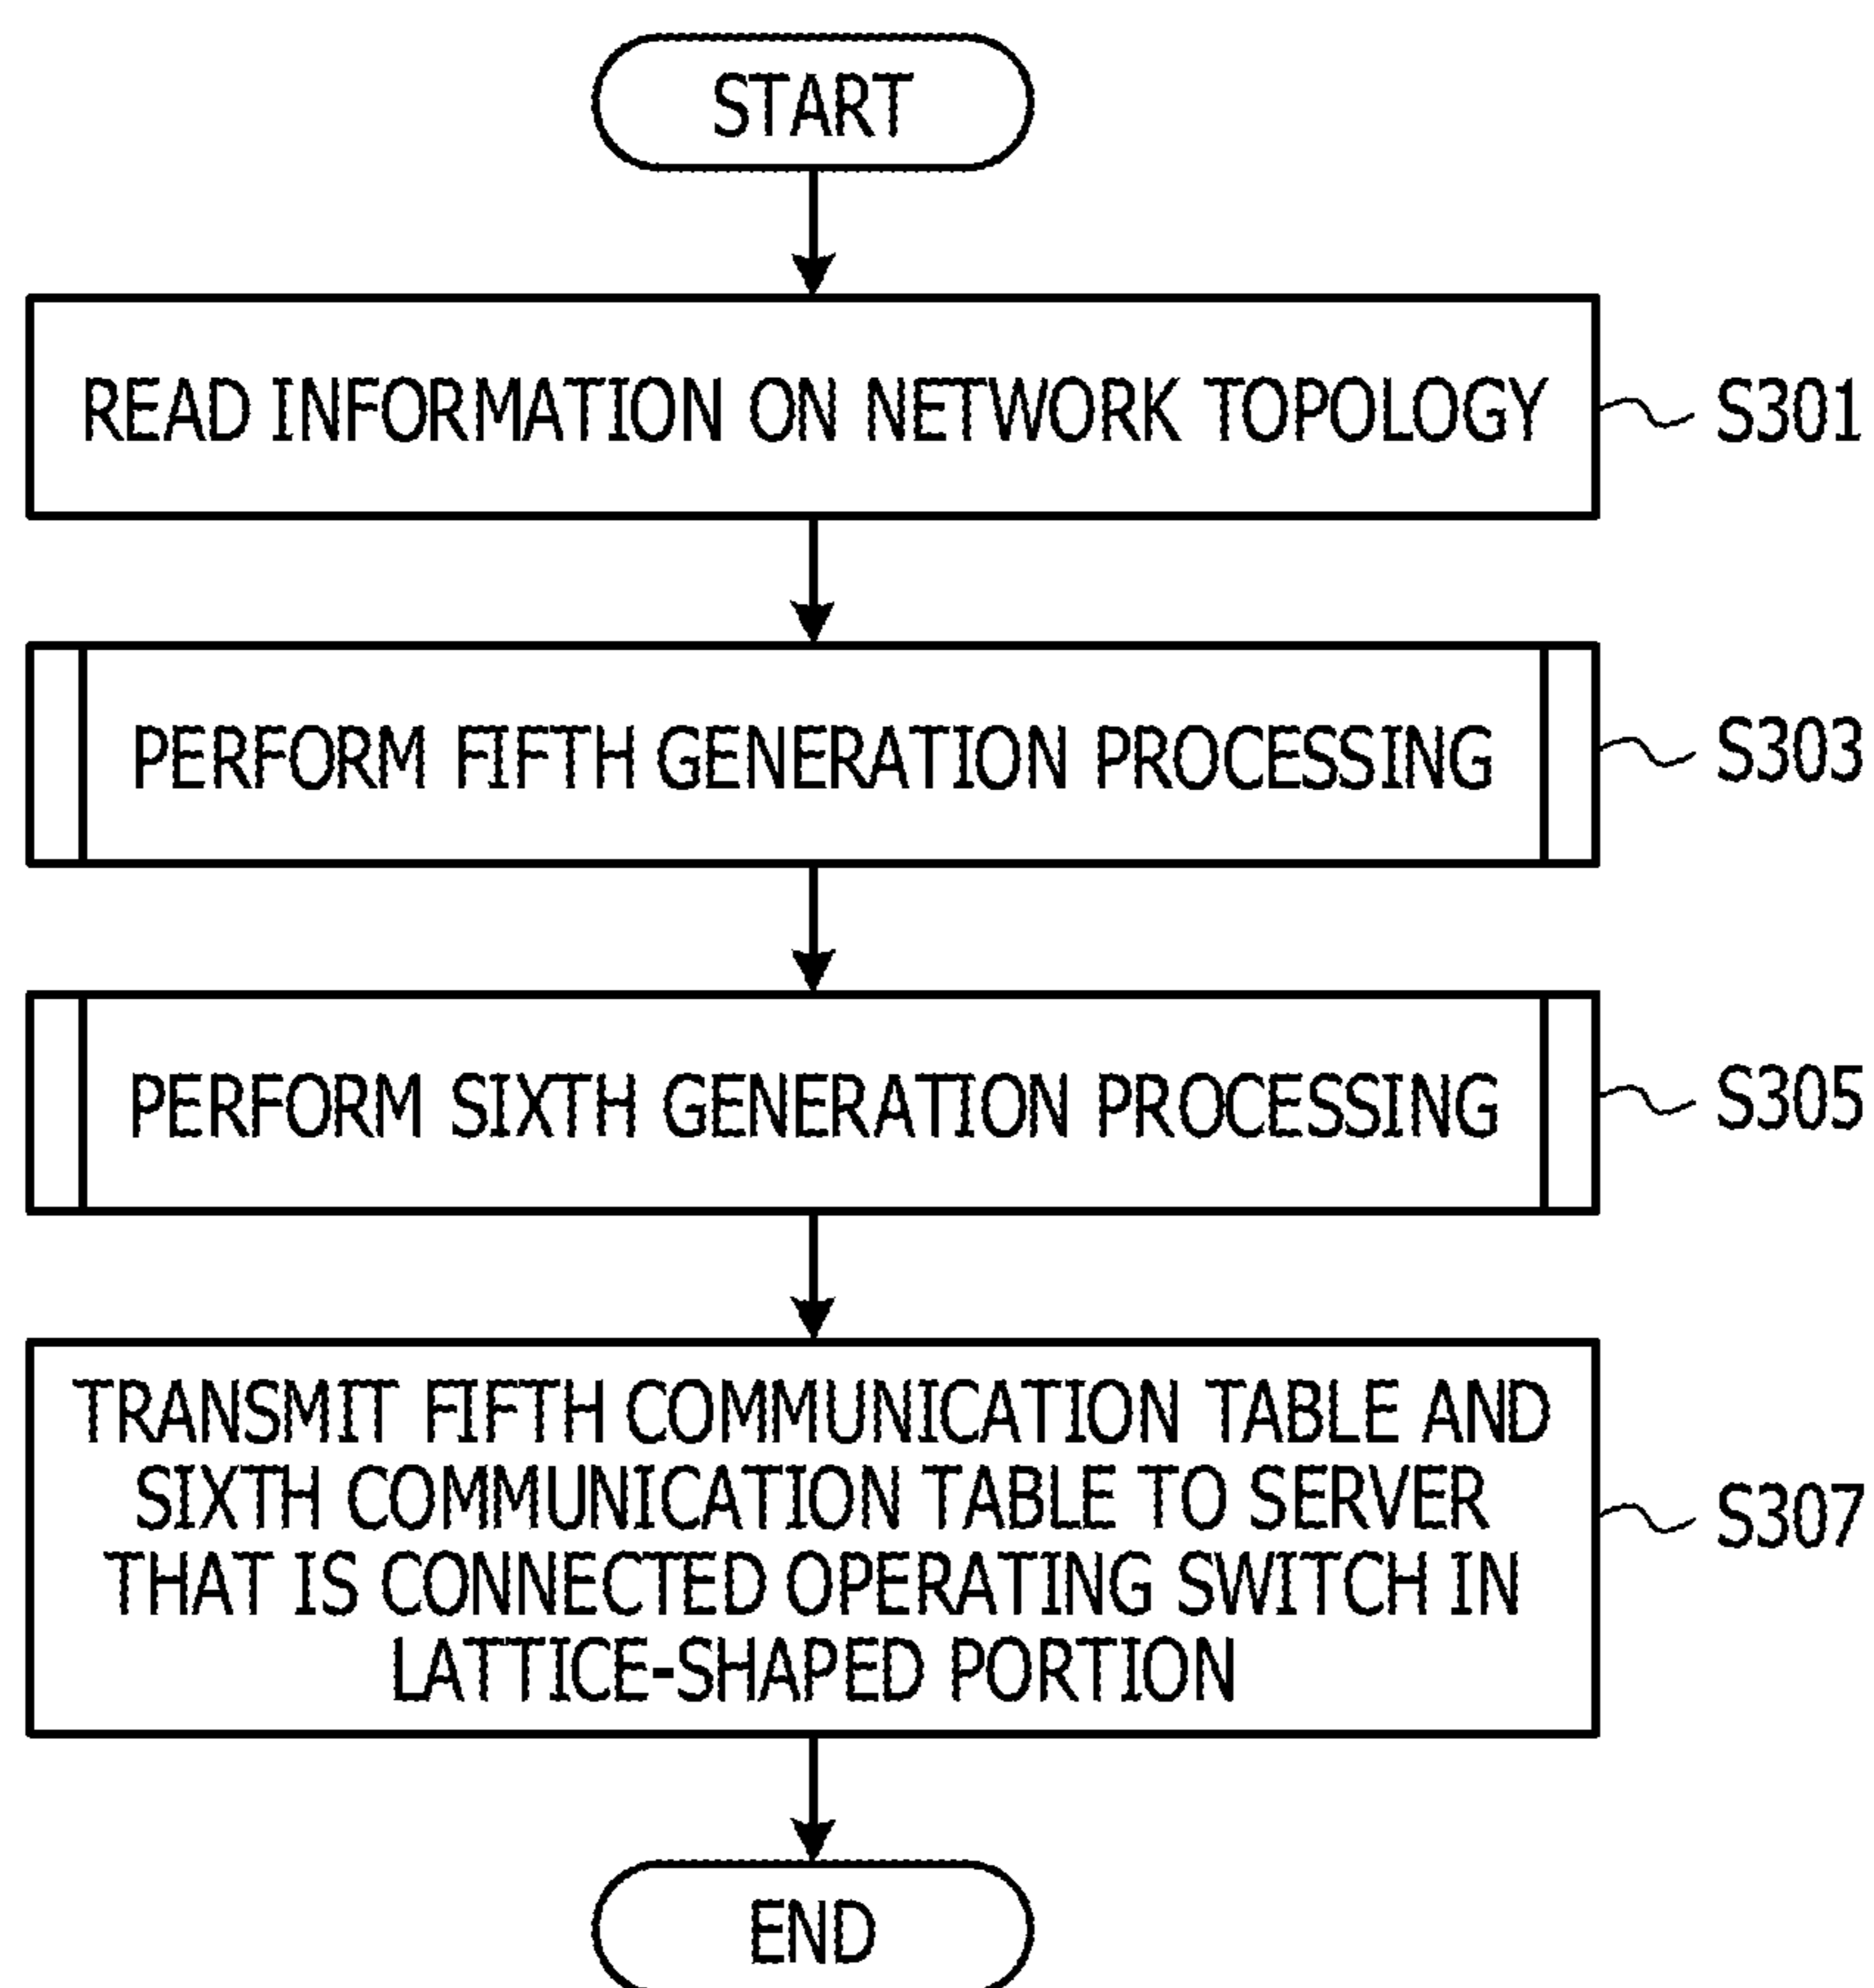 START
READ INFORMATION ON NETWORK TOPOLOGY
S301
PERFORM FIFTH GENERATION PROCESSING
S303
PERFORM SIXTH GENERATION PROCESSING
S305
TRANSMIT FIFTH COMMUNICATION TABLE AND
SIXTH COMMUNICATION TABLE TO SERVER
THAT IS CONNECTED OPERATING SWITCH IN
LATTICE-SHAPED PORTION
S307
END